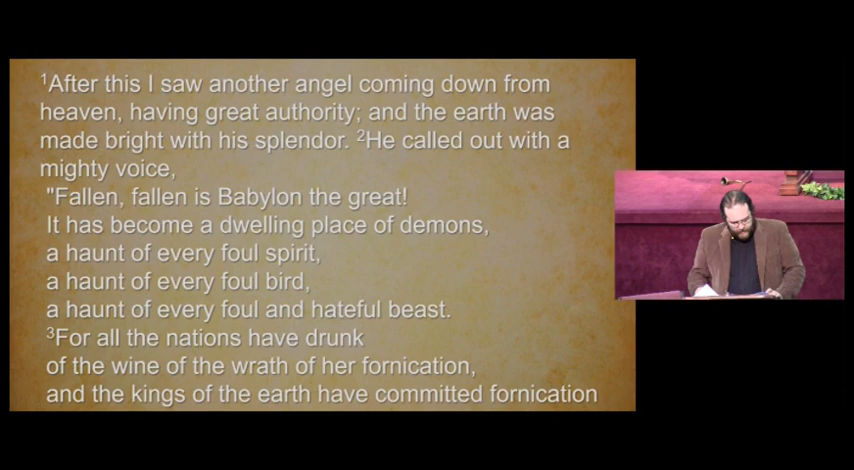 ¹After this I saw another angel coming down from
heaven, having great authority; and the earth was
made bright with his splendor. ²He called out with a
mighty voice,
"Fallen, fallen is Babylon the great!
It has become a dwelling place of demons,
a haunt of every foul spirit,
a haunt of every foul bird,
a haunt of every foul and hateful beast.
³For all the nations have drunk
of the wine of the wrath of her fornication,
and the kings of the earth have committed fornication